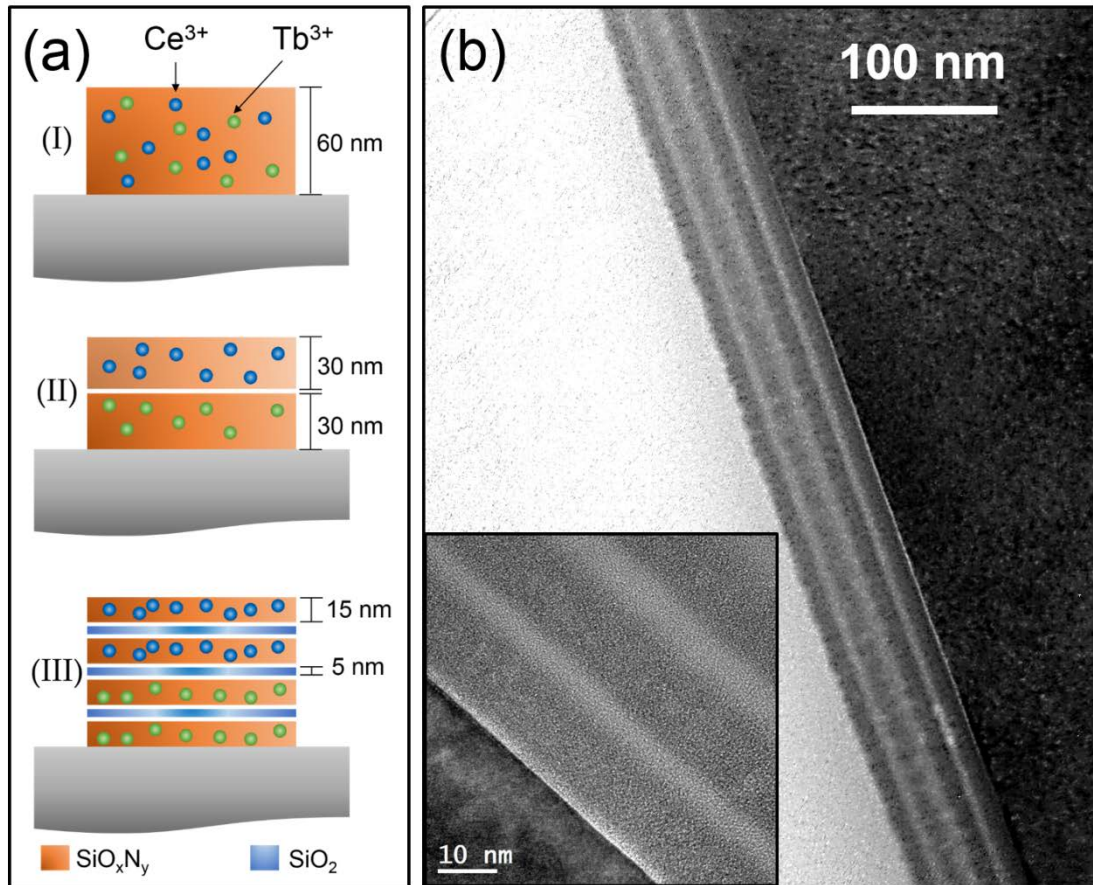 (a)
Ce³⁺ Tb³⁺
(I)
60 nm
(II)
30 nm
30 nm
(III)
15 nm
5 nm
SiOₓNᵧ SiO₂
(b)
100 nm
10 nm